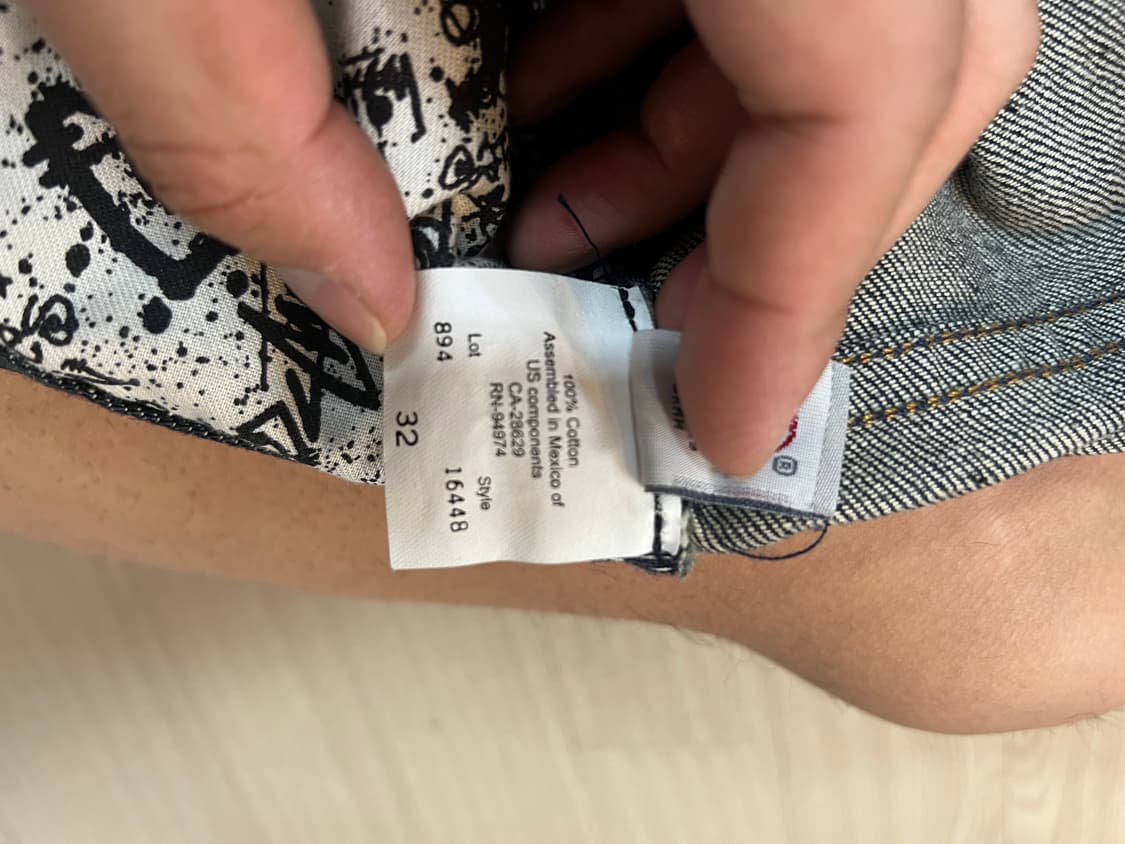 100% Cotton
Assembled in Mexico of
US components
CA-28629
RN-94974
Lot Style
894 16448
32
®